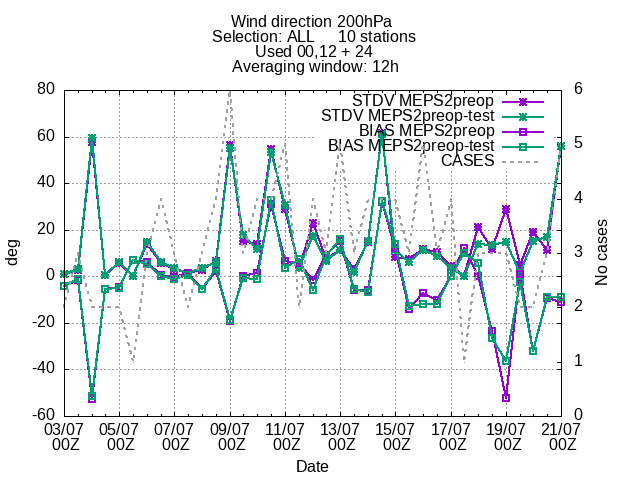 Wind direction 200hPa
Selection: ALL 10 stations
Used 00,12 + 24
Averaging window: 12h
STDV MEPS2preop
STDV MEPS2preop-test
BIAS MEPS2preop
BIAS MEPS2preop-test
CASES
80
60
40
20
0
-20
-40
-60
deg
6
5
4
3
2
1
0
No cases
03/07 05/07 07/07 09/07 11/07 13/07 15/07 17/07 19/07 21/07
00Z 00Z 00Z 00Z 00Z 00Z 00Z 00Z 00Z 00Z
Date